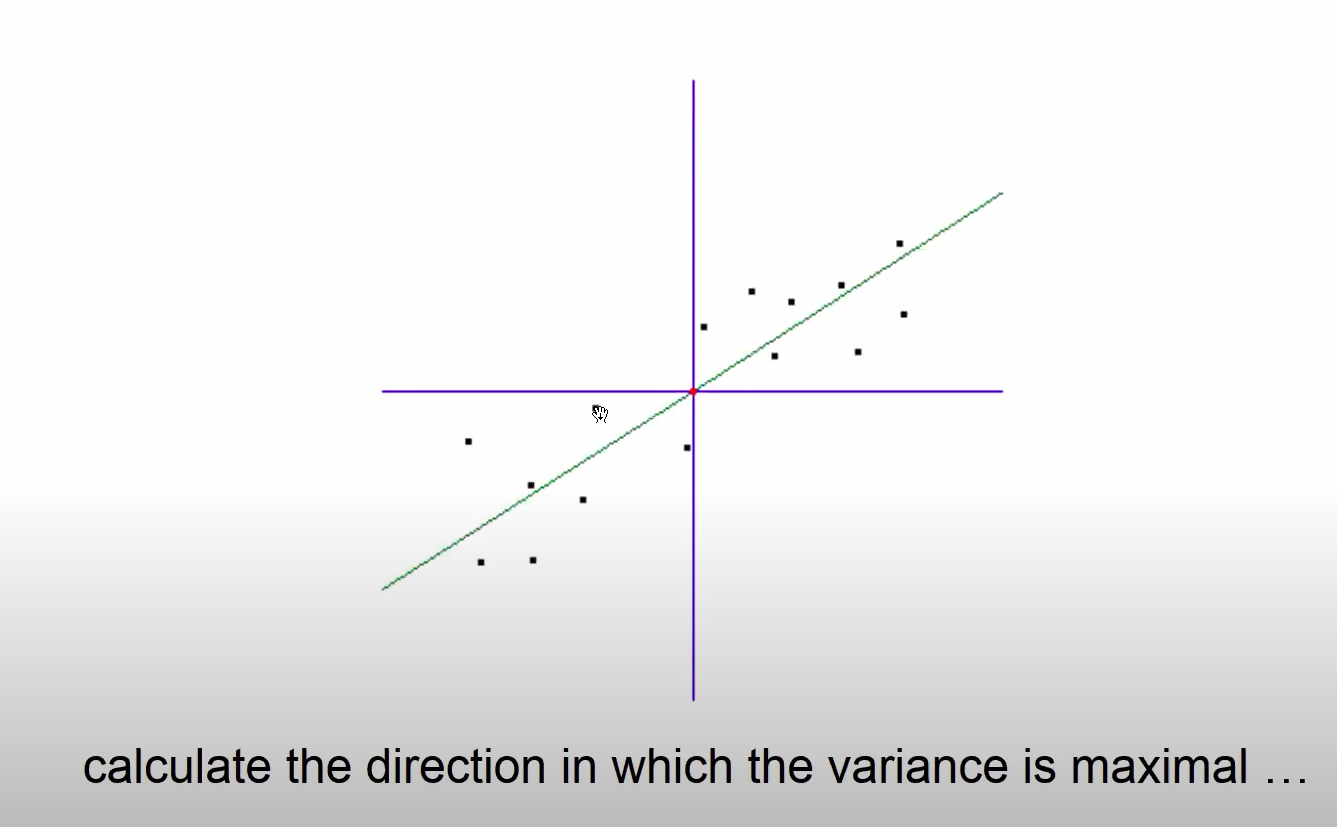 calculate the direction in which the variance is maximal …